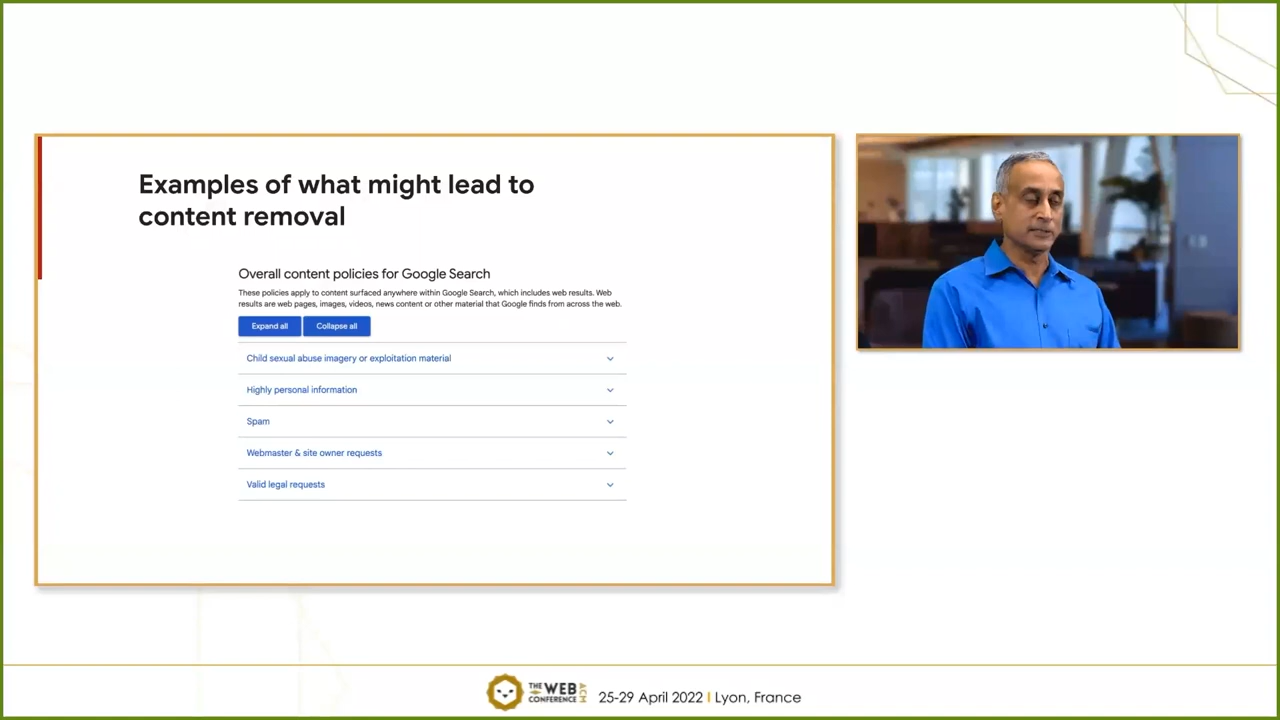 Examples of what might lead to
content removal
Overall content policies for Google Search
These policies apply to content surfaced anywhere within Google Search, which includes web results. Web
results are web pages, images, videos, news content or other material that Google finds from across the web.
Expand all
Collapse all
Child sexual abuse imagery or exploitation material
Highly personal information
Spam
Webmaster & site owner requests
Valid legal requests
THE WEB
CONFERENCE
ACM
25-29 April 2022 I Lyon, France